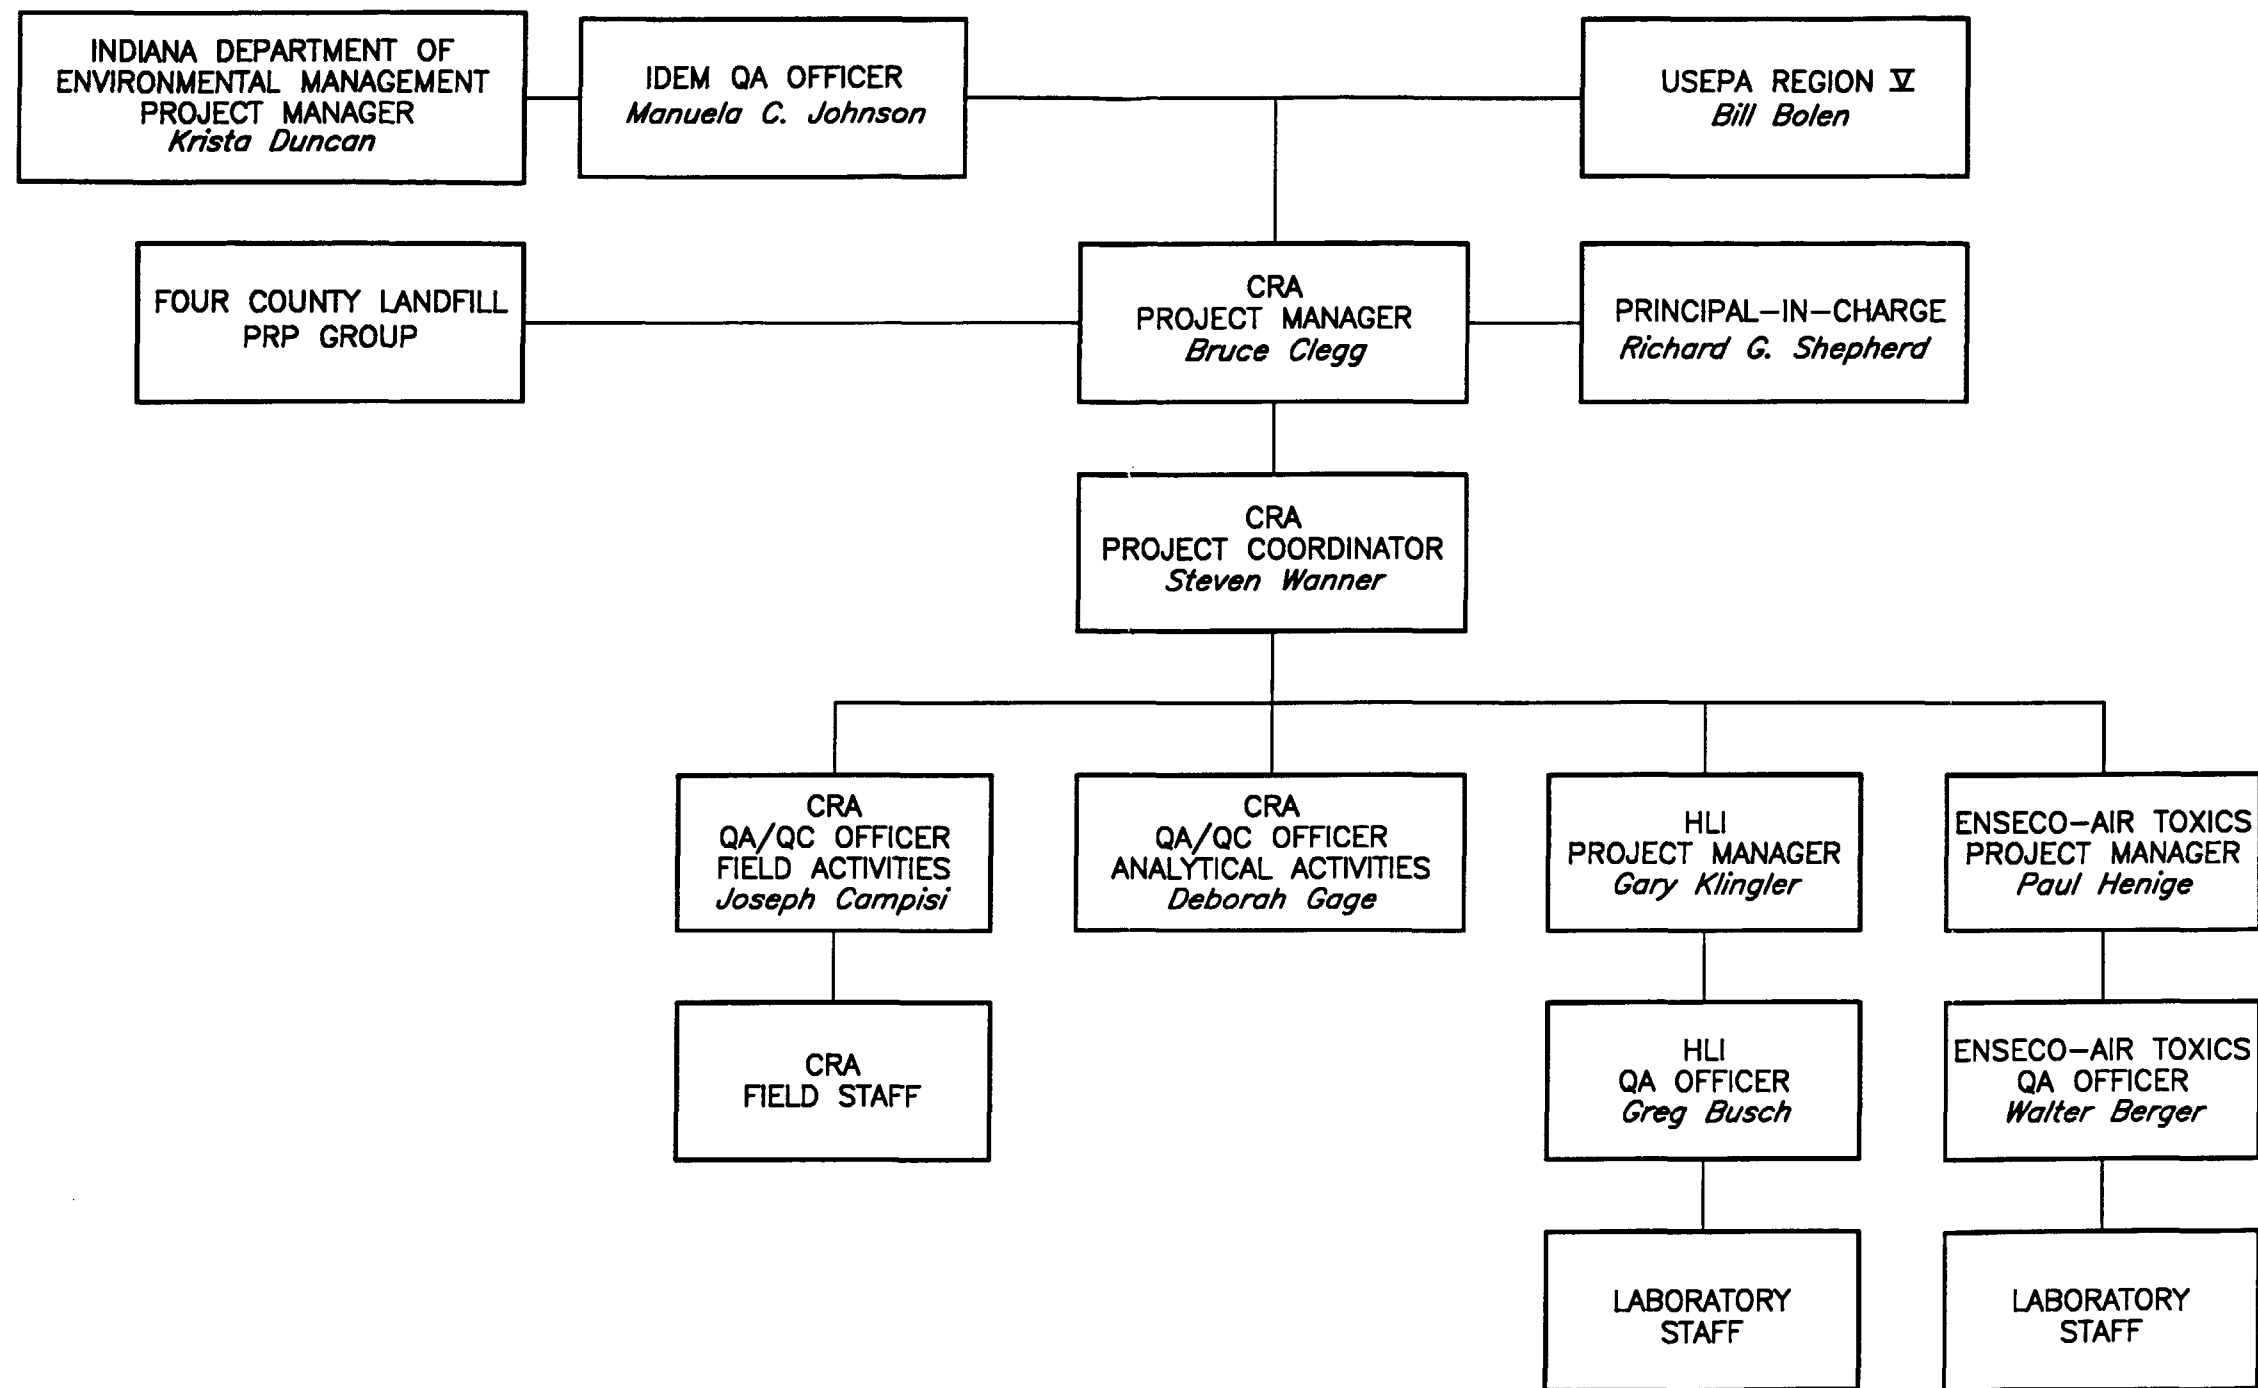 INDIANA DEPARTMENT OF
ENVIRONMENTAL MANAGEMENT
PROJECT MANAGER
Krista Duncan
IDEM QA OFFICER
Manuela C. Johnson
USEPA REGION V
Bill Bolen
FOUR COUNTY LANDFILL
PRP GROUP
CRA
PROJECT MANAGER
Bruce Clegg
PRINCIPAL-IN-CHARGE
Richard G. Shepherd
CRA
PROJECT COORDINATOR
Steven Wanner
CRA
QA/QC OFFICER
FIELD ACTIVITIES
Joseph Campisi
CRA
QA/QC OFFICER
ANALYTICAL ACTIVITIES
Deborah Gage
HLI
PROJECT MANAGER
Gary Klingler
ENSECO-AIR TOXICS
PROJECT MANAGER
Paul Henige
CRA
FIELD STAFF
HLI
QA OFFICER
Greg Busch
ENSECO-AIR TOXICS
QA OFFICER
Walter Berger
LABORATORY
STAFF
LABORATORY
STAFF